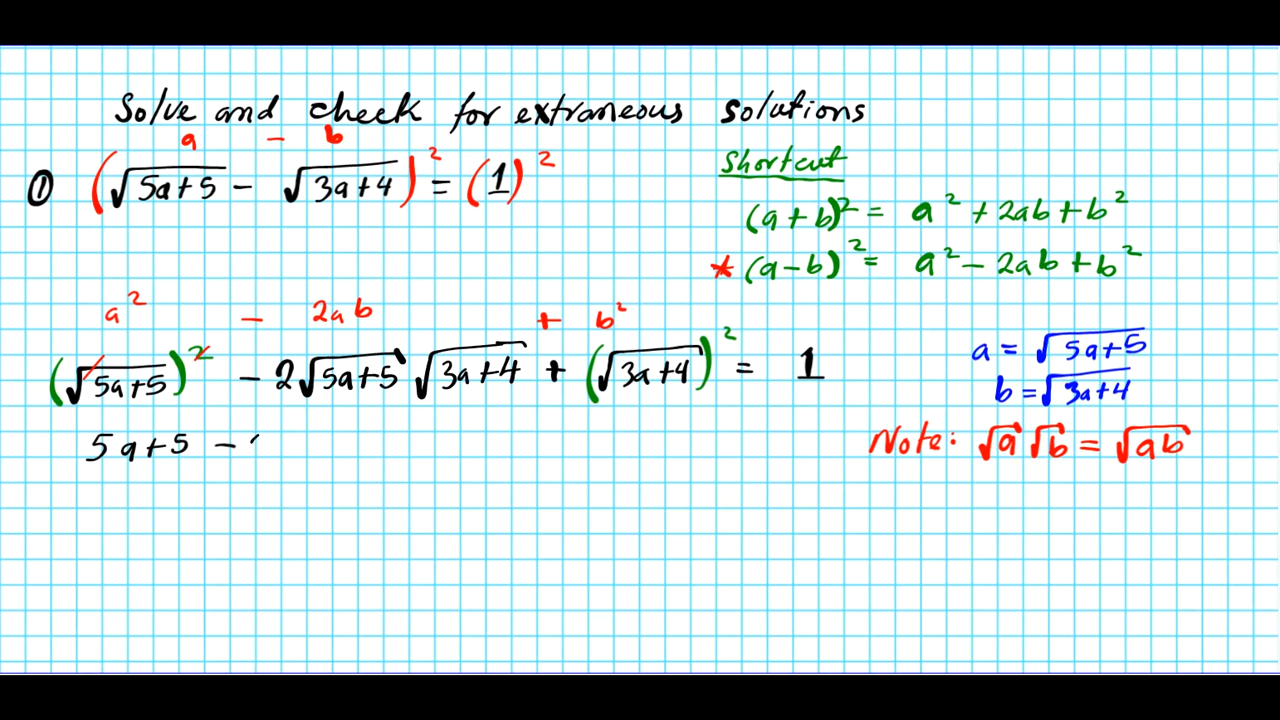 Solve and check for extraneous solutions
a - b
① (√5a+5 - √3a+4)² = (1)²
Shortcut
(a+b)² = a² + 2ab + b²
* (a-b)² = a² - 2ab + b²
a² - 2ab + b²
(√5a+5)² - 2√5a+5 √3a+4 + (√3a+4)² = 1
a = √5a+5
b = √3a+4
5a+5 -
Note: √a √b = √ab